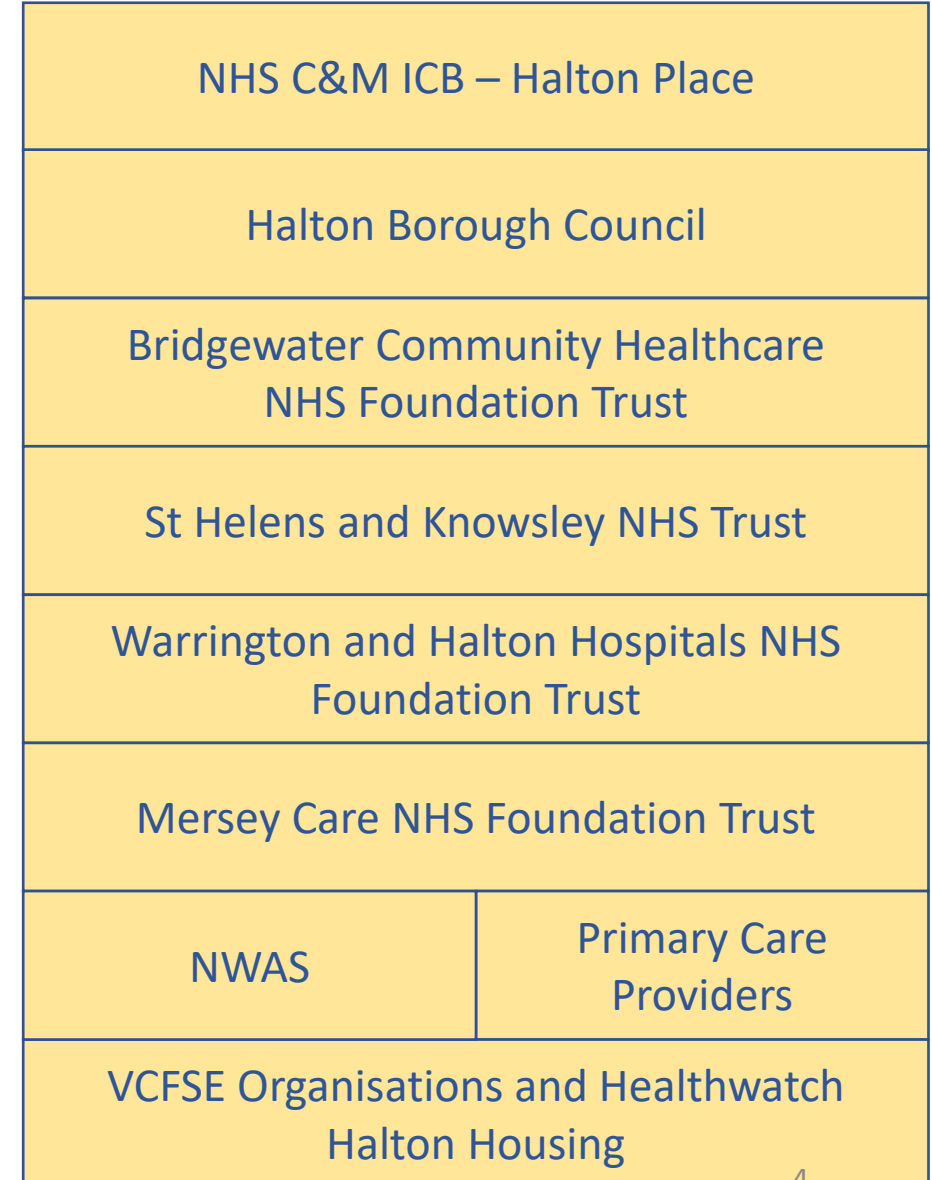 NHS C&M ICB – Halton Place
Halton Borough Council
Bridgewater Community Healthcare
NHS Foundation Trust
St Helens and Knowsley NHS Trust
Warrington and Halton Hospitals NHS
Foundation Trust
Mersey Care NHS Foundation Trust
NWAS
Primary Care
Providers
VCFSE Organisations and Healthwatch
Halton Housing
4